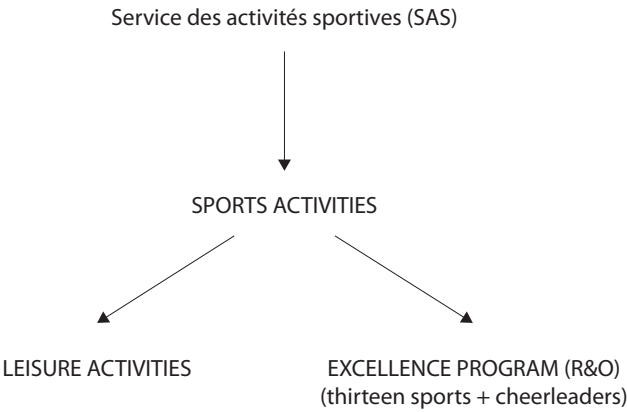 Service des activités sportives (SAS)
SPORTS ACTIVITIES
LEISURE ACTIVITIES
EXCELLENCE PROGRAM (R&O)
(thirteen sports + cheerleaders)